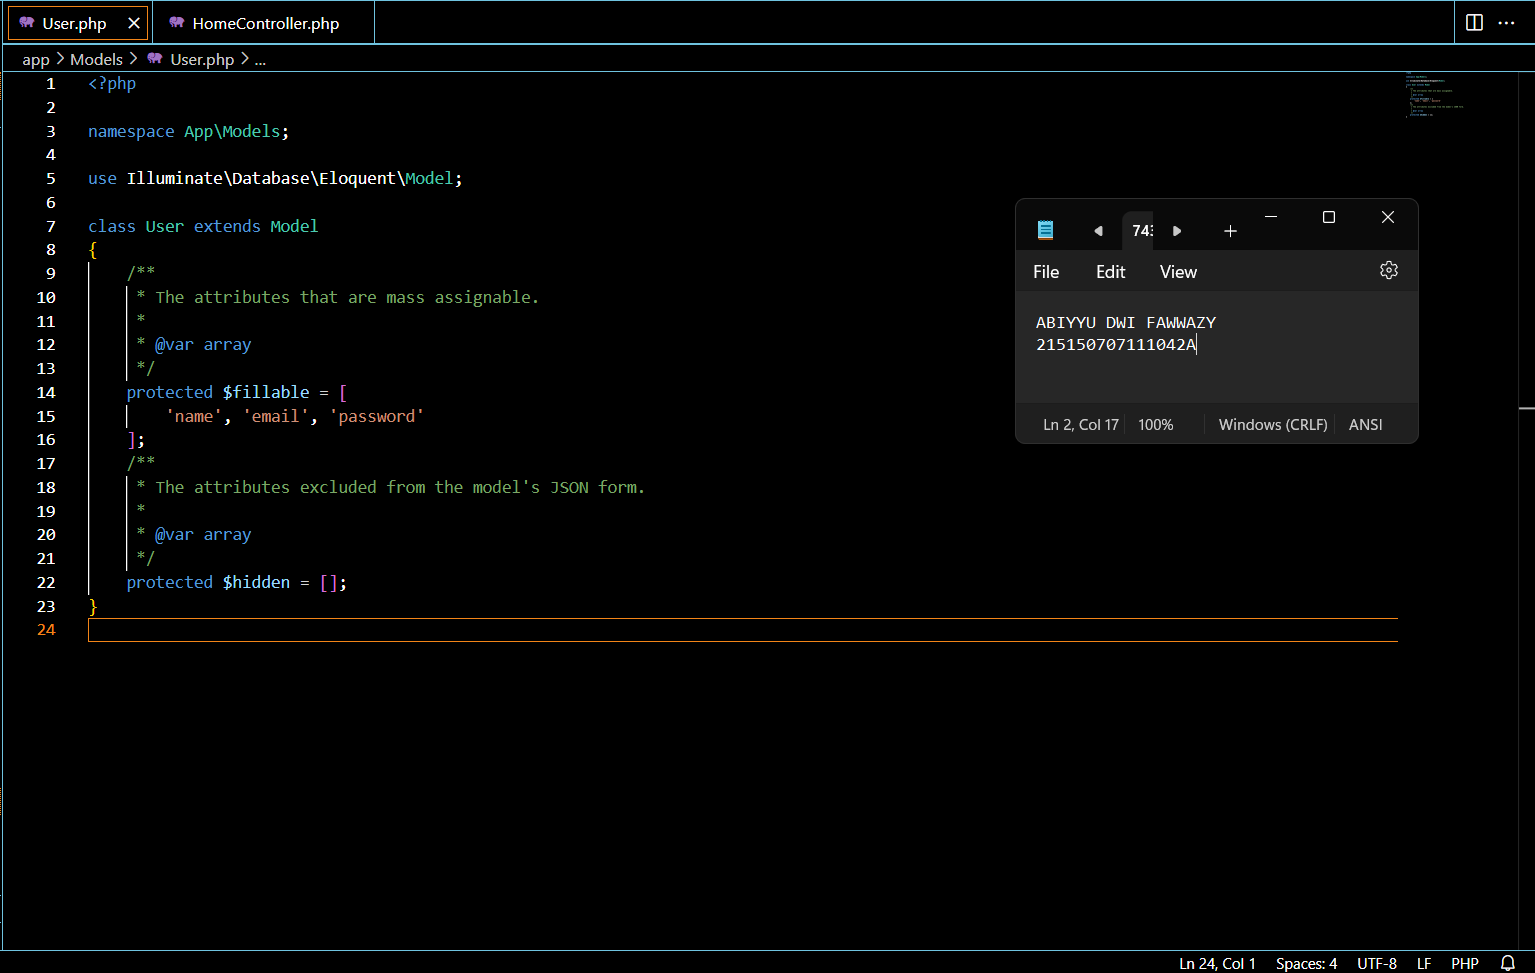 User.php
HomeController.php
app > Models > User.php > ...
1 <?php
2
3 namespace App\Models;
4
5 use Illuminate\Database\Eloquent\Model;
6
7 class User extends Model
8 {
9     /**
10      * The attributes that are mass assignable.
11      *
12      * @var array
13      */
14     protected $fillable = [
15         'name', 'email', 'password'
16     ];
17     /**
18      * The attributes excluded from the model's JSON form.
19      *
20      * @var array
21      */
22     protected $hidden = [];
23 }
24
743
File Edit View
ABIYYU DWI FAWWAZY
215150707111042A
Ln 2, Col 17 100% Windows (CRLF) ANSI
Ln 24, Col 1 Spaces: 4 UTF-8 LF PHP